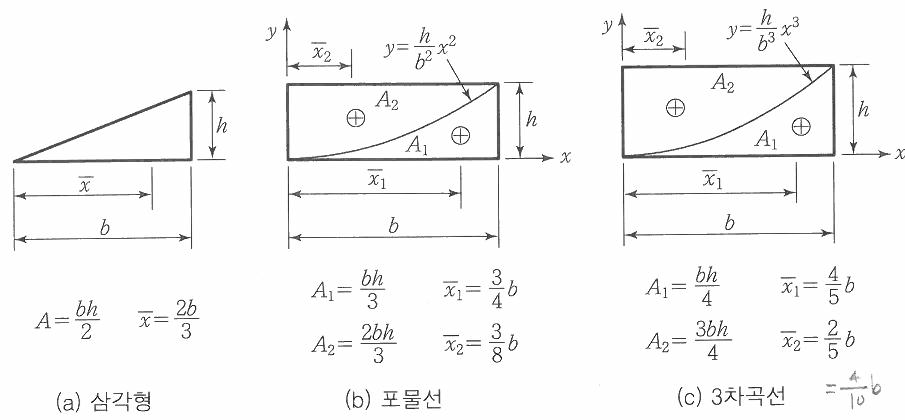 h
x̄
b
A = bh/2    x̄ = 2b/3
(a) 삼각형
y
x̄₂
y = h/b² x²
A₂
A₁
h
x
x̄₁
b
A₁ = bh/3    x̄₁ = 3/4 b
A₂ = 2bh/3    x̄₂ = 3/8 b
(b) 포물선
y
x̄₂
y = h/b³ x³
A₂
A₁
h
x
x̄₁
b
A₁ = bh/4    x̄₁ = 4/5 b
A₂ = 3bh/4    x̄₂ = 2/5 b
(c) 3차곡선
= 4/10 b